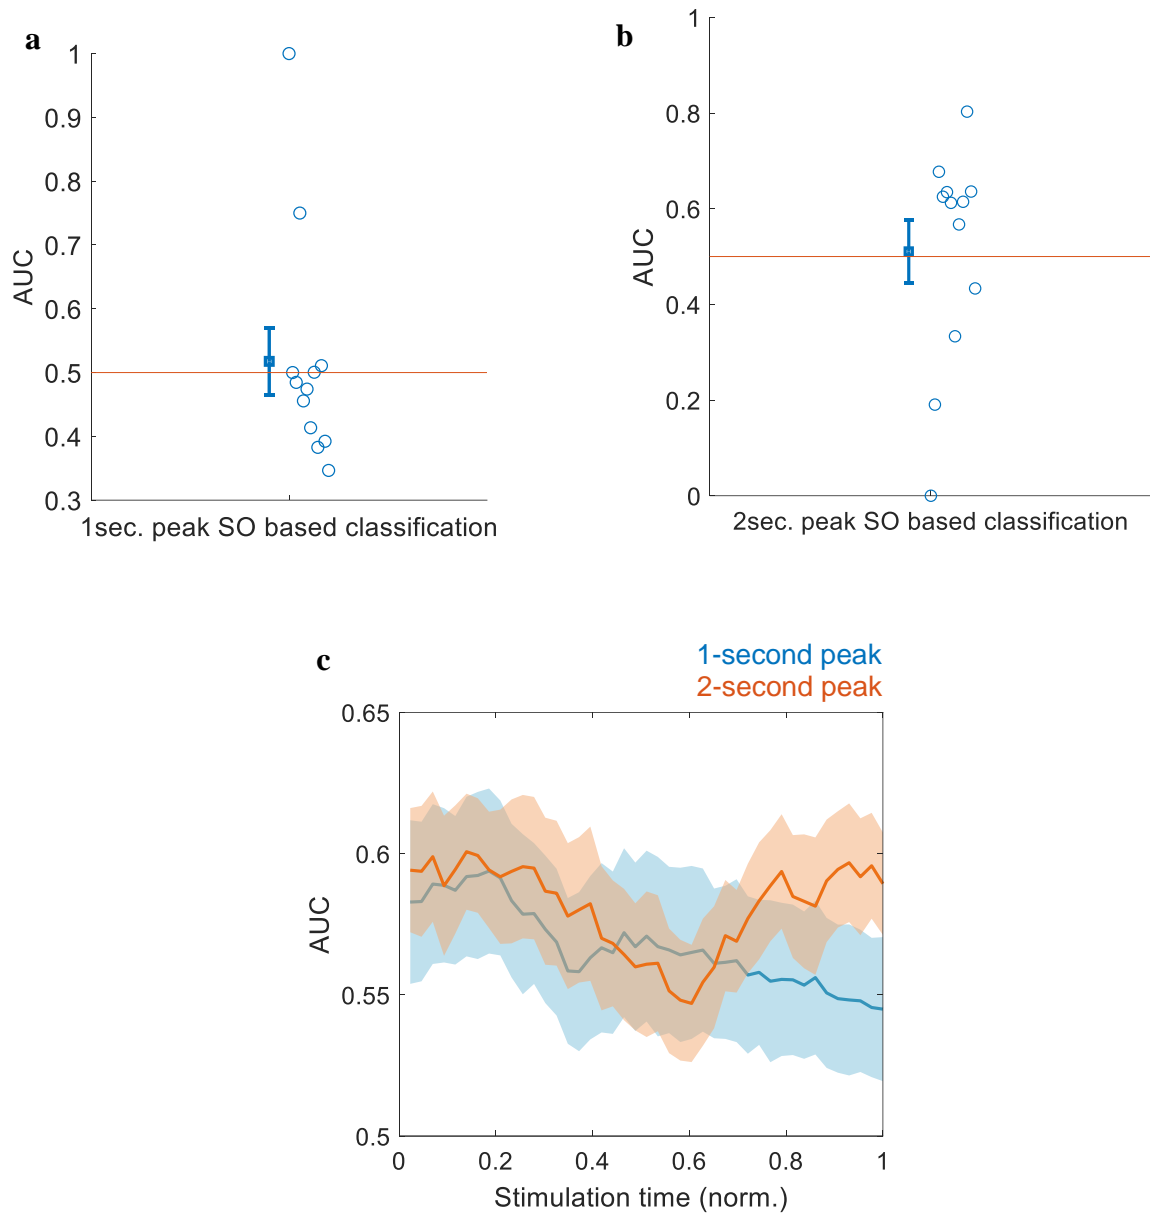 a
1
0.9
0.8
0.7
0.6
0.5
0.4
0.3
AUC
1sec. peak SO based classification
b
1
0.8
0.6
0.4
0.2
0
AUC
2sec. peak SO based classification
c
1-second peak
2-second peak
0.65
0.6
0.55
0.5
AUC
0 0.2 0.4 0.6 0.8 1
Stimulation time (norm.)